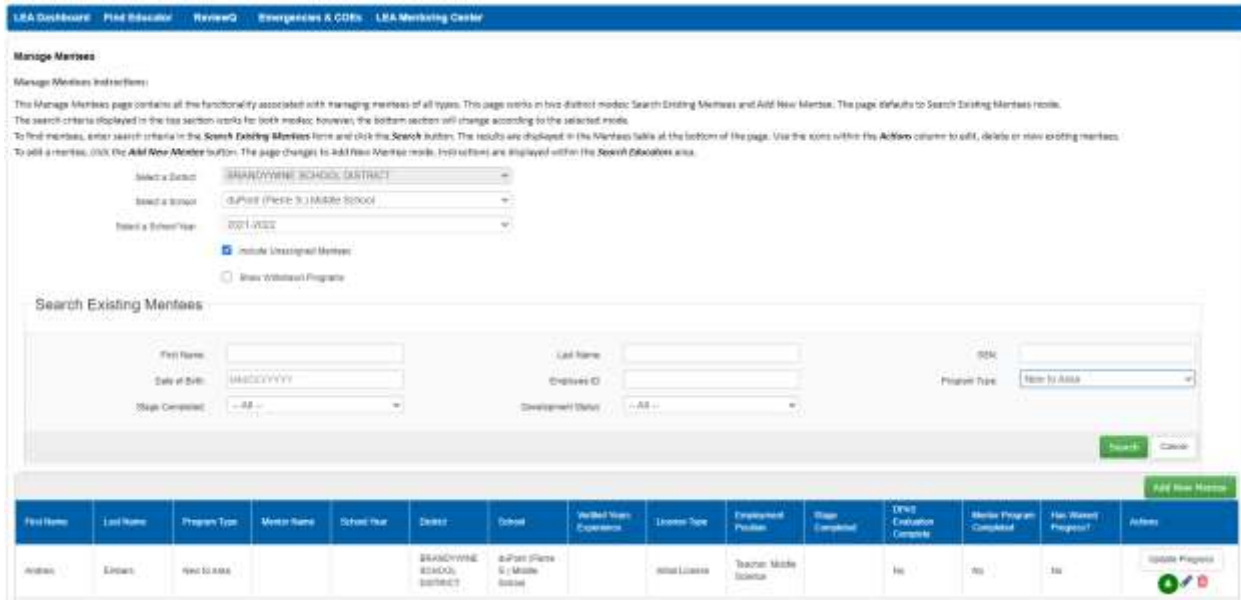 LEA Dashboard Find Educator ReviewQ Emergencies & COEs LEA Mentoring Center
Manage Mentees
Manage Mentees Instructions:
This Manage Mentees page contains all the functionality associated with managing mentees of all types. This page works in two distinct modes: Search Existing Mentees and Add New Mentee. The page defaults to Search Existing Mentees mode.
The search criteria displayed in the top section works for both modes; however, the bottom section will change according to the selected mode.
To find mentees, enter search criteria in the Search Existing Mentees form and click the Search button. The results are displayed in the Mentees table at the bottom of the page. Use the icons within the Actions column to edit, delete or view existing mentees.
To add a mentee, click the Add New Mentee button. The page changes to Add New Mentee mode. Instructions are displayed within the Search Educators area.
Select a District BRANDYWINE SCHOOL DISTRICT
Select a School duPont (Pierre S.) Middle School
Select a School Year 2021-2022
Include Unassigned Mentees
Show Withdrawn Programs
Search Existing Mentees
First Name Last Name SSN
Date of Birth MM/DD/YYYY Employee ID Program Type New to Area
Stage Completed -- All -- Development Status -- All --
Search Cancel
Add New Mentee
First Name Last Name Program Type Mentor Name School Year District School Verified Years Experience License Type Employment Position Stage Completed DPAS Evaluation Complete Mentor Program Completed Has Waived Progress? Actions
New to Area BRANDYWINE SCHOOL DISTRICT duPont (Pierre S.) Middle School Initial License Teacher Middle Science No No No Update Progress